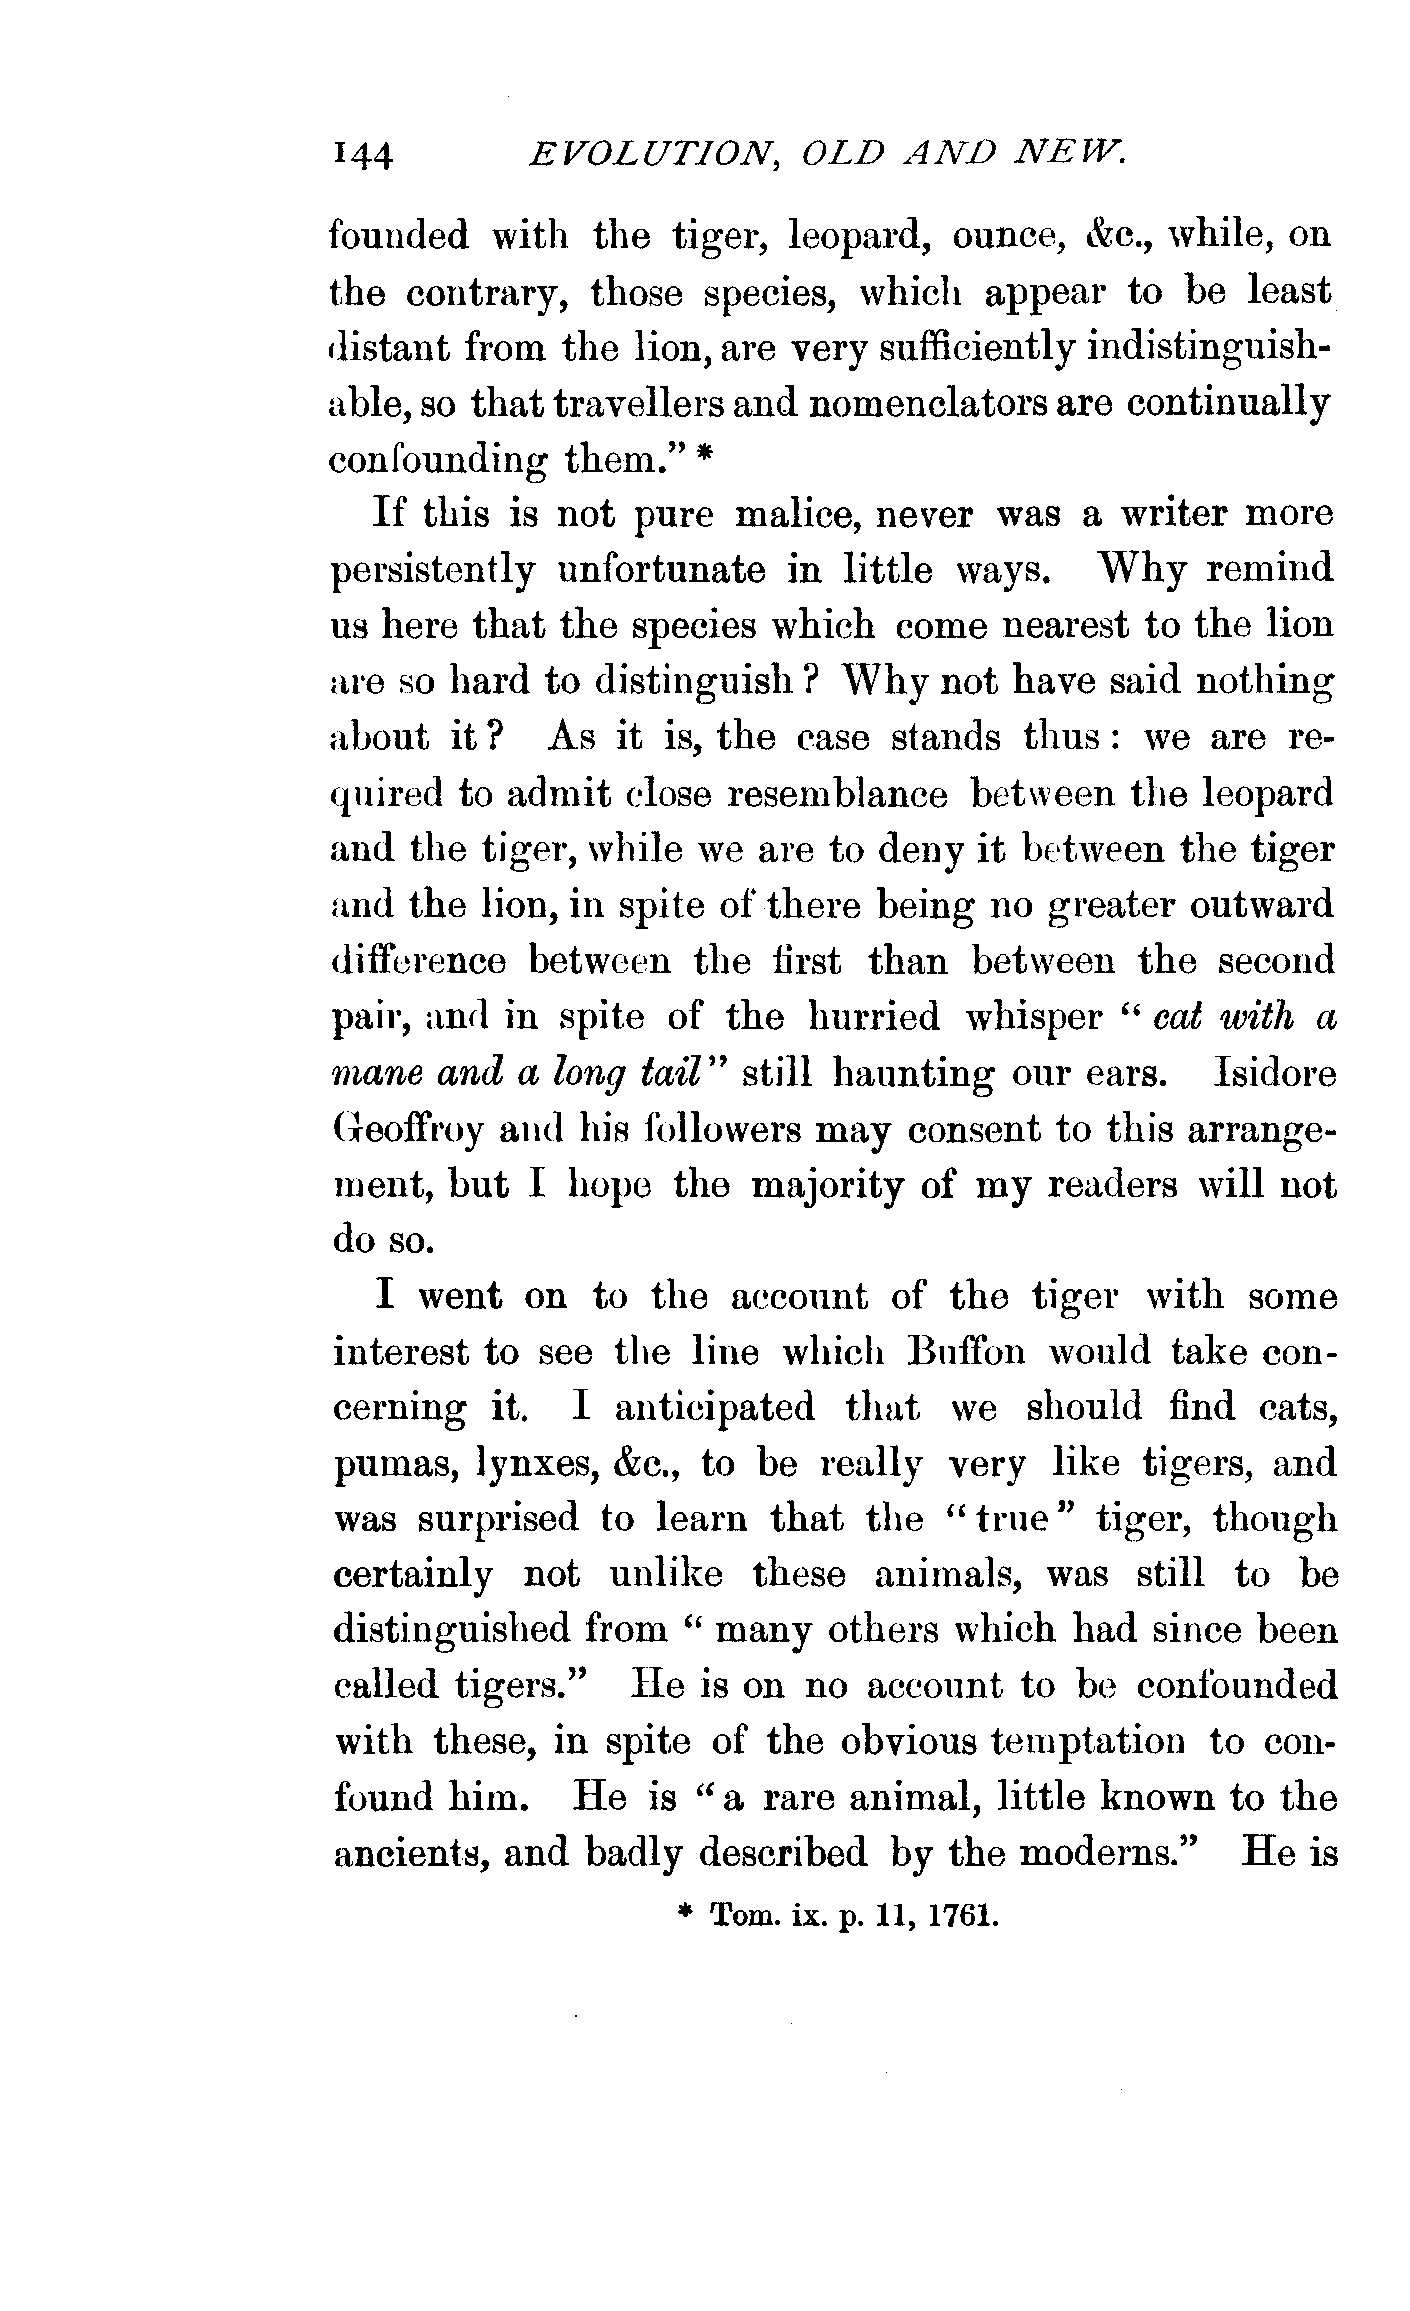 144 EVOLUTION, OLD AND NEW.
founded with the tiger, leopard, ounce, &c., while, on
the contrary, those species, which appear to be least
distant from the lion, are very sufficiently indistinguish-
able, so that travellers and nomenclators are continually
confounding them." *
If this is not pure malice, never was a writer more
persistently unfortunate in little ways. Why remind
us here that the species which come nearest to the lion
are so hard to distinguish? Why not have said nothing
about it? As it is, the case stands thus: we are re-
quired to admit close resemblance between the leopard
and the tiger, while we are to deny it between the tiger
and the lion, in spite of there being no greater outward
difference between the first than between the second
pair, and in spite of the hurried whisper "cat with a
mane and a long tail" still haunting our ears. Isidore
Geoffroy and his followers may consent to this arrange-
ment, but I hope the majority of my readers will not
do so.
I went on to the account of the tiger with some
interest to see the line which Buffon would take con-
cerning it. I anticipated that we should find cats,
pumas, lynxes, &c., to be really very like tigers, and
was surprised to learn that the "true" tiger, though
certainly not unlike these animals, was still to be
distinguished from "many others which had since been
called tigers." He is on no account to be confounded
with these, in spite of the obvious temptation to con-
found him. He is "a rare animal, little known to the
ancients, and badly described by the moderns." He is
* Tom. ix. p. 11, 1761.